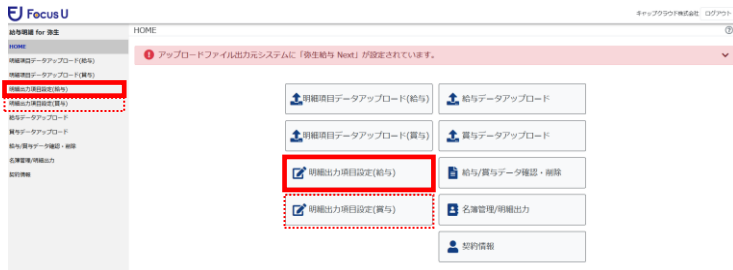 Focus U
キャップクラウド株式会社 ログアウト
給与明細 for 弥生
HOME
明細項目データアップロード(給与)
明細項目データアップロード(賞与)
明細出力項目設定(給与)
明細出力項目設定(賞与)
給与データアップロード
賞与データアップロード
給与/賞与データ確認・削除
名簿管理/明細出力
契約情報
HOME
アップロードファイル出力元システムに「弥生給与 Next」が設定されています。
明細項目データアップロード(給与)
給与データアップロード
明細項目データアップロード(賞与)
賞与データアップロード
明細出力項目設定(給与)
給与/賞与データ確認・削除
明細出力項目設定(賞与)
名簿管理/明細出力
契約情報